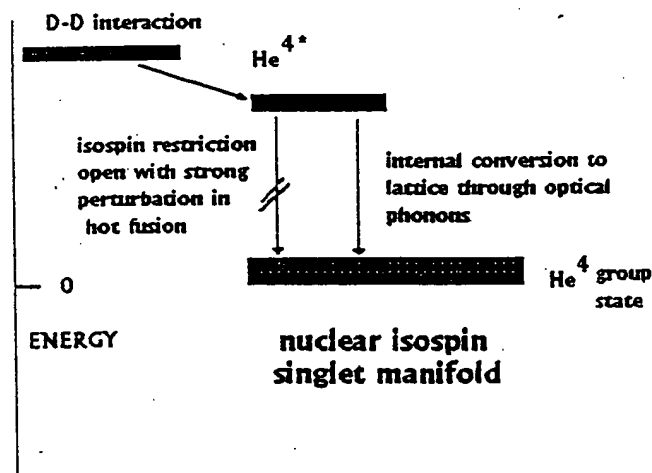 D-D interaction
He4*
isospin restriction
open with strong
perturbation in
hot fusion
internal conversion to
lattice through optical
phonons
0
He4 group
state
ENERGY
nuclear isospin
singlet manifold